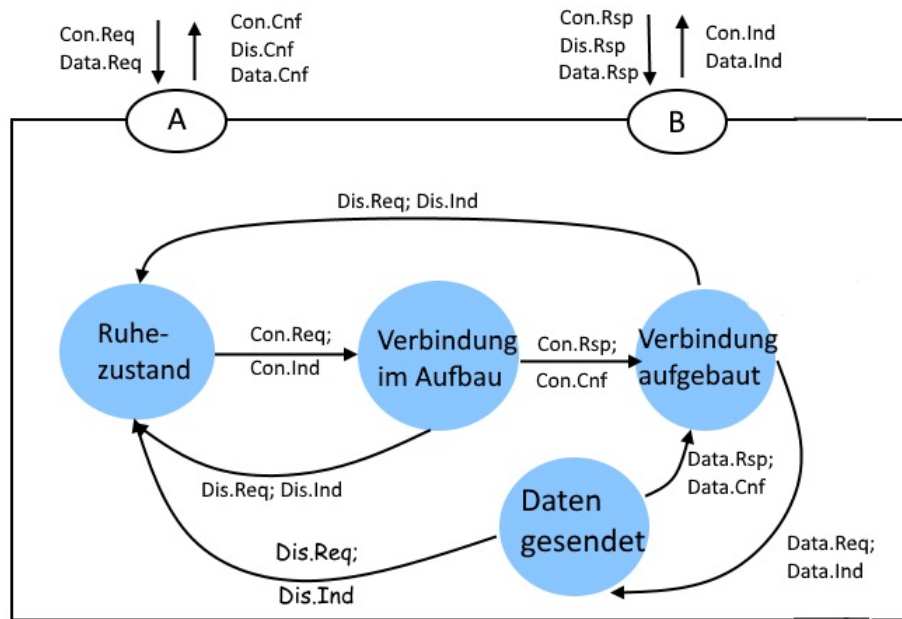 Con.Req
Data.Req
Con.Cnf
Dis.Cnf
Data.Cnf
Con.Rsp
Dis.Rsp
Data.Rsp
Con.Ind
Data.Ind
A
B
Dis.Req; Dis.Ind
Ruhe-
zustand
Con.Req;
Con.Ind
Verbindung
im Aufbau
Con.Rsp;
Con.Cnf
Verbindung
aufgebaut
Dis.Req; Dis.Ind
Data.Rsp;
Data.Cnf
Daten
gesendet
Dis.Req;
Dis.Ind
Data.Req;
Data.Ind